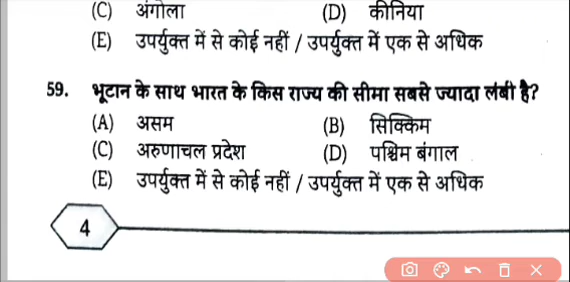 (C) अंगोला (D) कीनिया
(E) उपर्युक्त में से कोई नहीं / उपर्युक्त में एक से अधिक
59. भूटान के साथ भारत के किस राज्य की सीमा सबसे ज्यादा लंबी है?
(A) असम (B) सिक्किम
(C) अरुणाचल प्रदेश (D) पश्चिम बंगाल
(E) उपर्युक्त में से कोई नहीं / उपर्युक्त में एक से अधिक
4